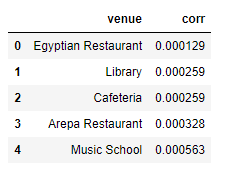 venue corr
0 Egyptian Restaurant 0.000129
1 Library 0.000259
2 Cafeteria 0.000259
3 Arepa Restaurant 0.000328
4 Music School 0.000563